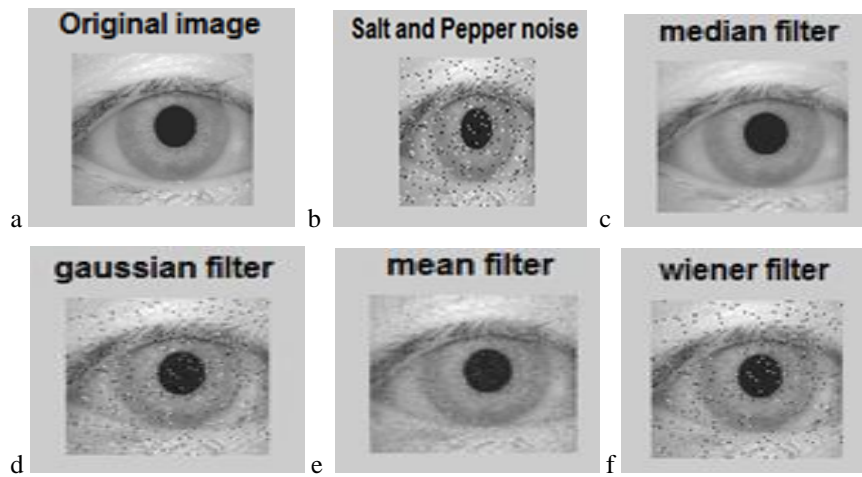 Original image
Salt and Pepper noise
median filter
a
b
c
gaussian filter
mean filter
wiener filter
d
e
f